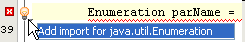 Enumeration parName =
39
Add import for java.util.Enumeration